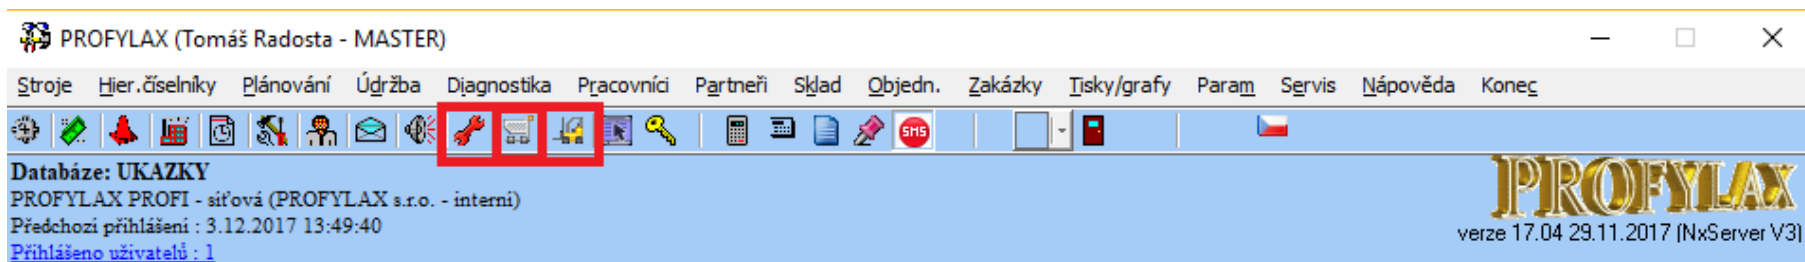 PROFYLAX (Tomáš Radosta - MASTER)
Stroje Hier.číselníky Plánování Údržba Diagnostika Pracovníci Partneři Sklad Objedn. Zakázky Tisky/grafy Param Servis Nápověda Konec
SMS
Databáze: UKAZKY
PROFYLAX PROFI - síťová (PROFYLAX s.r.o. - interní)
Předchozí přihlášení : 3.12.2017 13:49:40
Přihlášeno uživatelů : 1
PROFYLAX
verze 17.04 29.11.2017 (NxServer V3)